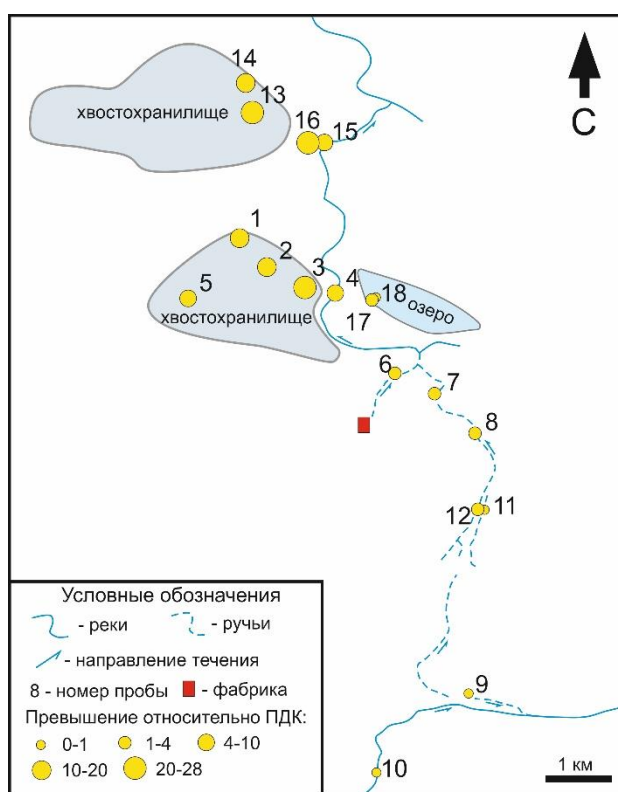 14
хвостохранилище
13
С
16
15
1
2
5
3
4
18
озеро
хвостохранилище
17
6
7
8
12
11
9
10
1 км
Условные обозначения
- реки - ручьи
- направление течения
8 - номер пробы - фабрика
Превышение относительно ПДК:
0-1 1-4 4-10
10-20 20-28